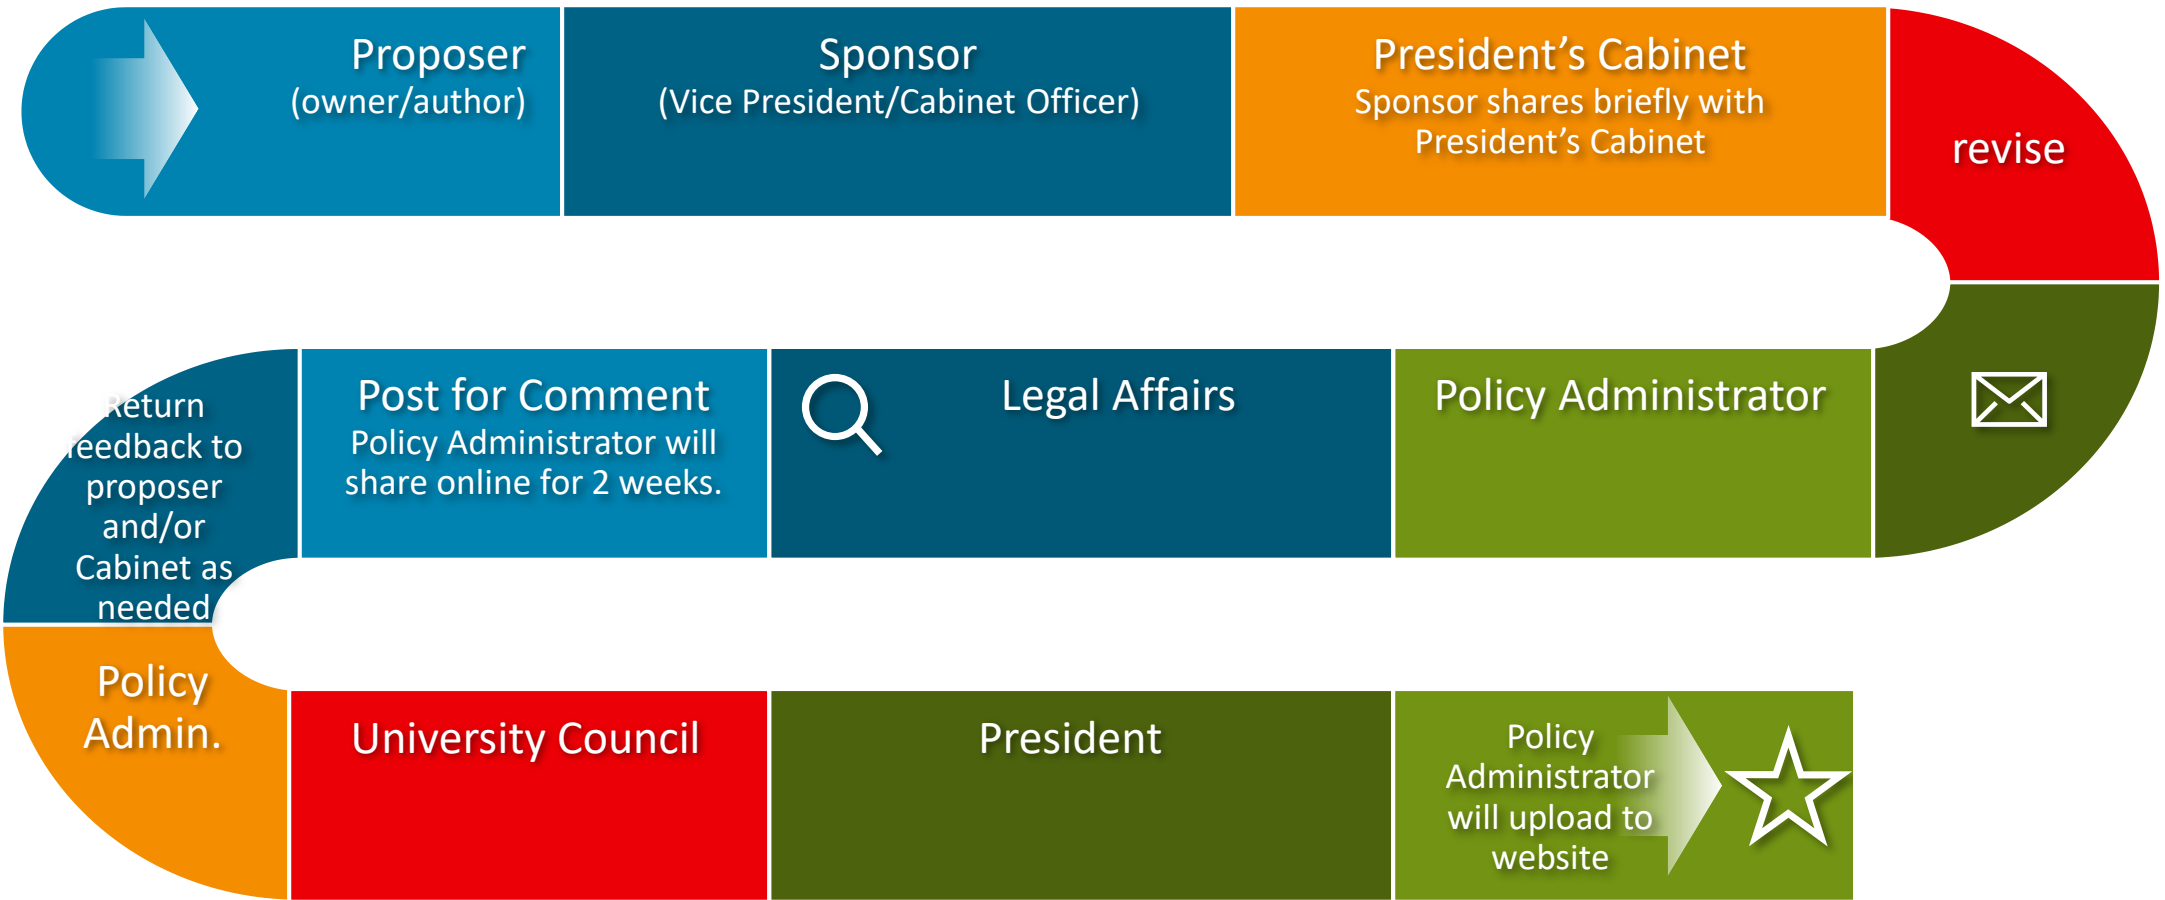 Proposer
(owner/author)
Sponsor
(Vice President/Cabinet Officer)
President’s Cabinet
Sponsor shares briefly with
President’s Cabinet
revise
Policy Administrator
Legal Affairs
Post for Comment
Policy Administrator will
share online for 2 weeks.
Return
feedback to
proposer
and/or
Cabinet as
needed
Policy
Admin.
University Council
President
Policy
Administrator
will upload to
website